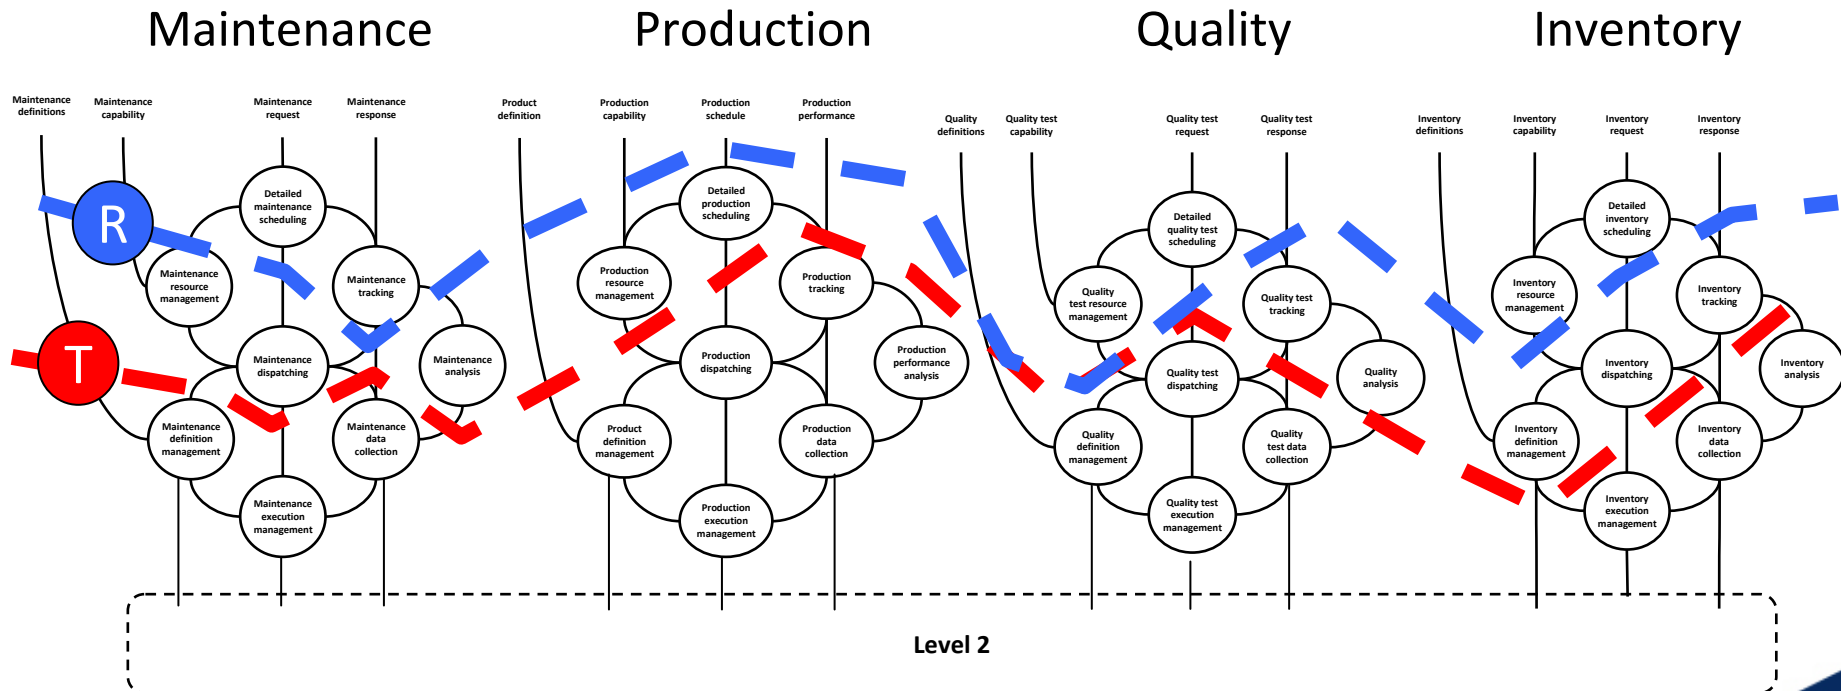 Maintenance
Production
Quality
Inventory
Maintenance
definitions
Maintenance
capability
Maintenance
request
Maintenance
response
Product
definition
Production
capability
Production
schedule
Production
performance
Quality
definitions
Quality test
capability
Quality test
request
Quality test
response
Inventory
definitions
Inventory
capability
Inventory
request
Inventory
response
R
T
Detailed
maintenance
scheduling
Maintenance
resource
management
Maintenance
tracking
Maintenance
dispatching
Maintenance
analysis
Maintenance
definition
management
Maintenance
data
collection
Maintenance
execution
management
Detailed
production
scheduling
Production
resource
management
Production
tracking
Production
dispatching
Production
performance
analysis
Product
definition
management
Production
data
collection
Production
execution
management
Detailed
quality test
scheduling
Quality
test resource
management
Quality test
tracking
Quality test
dispatching
Quality
analysis
Quality
definition
management
Quality
test data
collection
Quality test
execution
management
Detailed
inventory
scheduling
Inventory
resource
management
Inventory
tracking
Inventory
dispatching
Inventory
analysis
Inventory
definition
management
Inventory
data
collection
Inventory
execution
management
Level 2